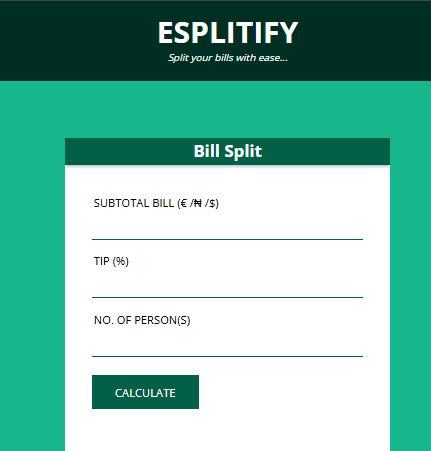 ESPLITIFY
Split your bills with ease...
Bill Split
SUBTOTAL BILL (€ /₦ /$)
TIP (%)
NO. OF PERSON(S)
CALCULATE